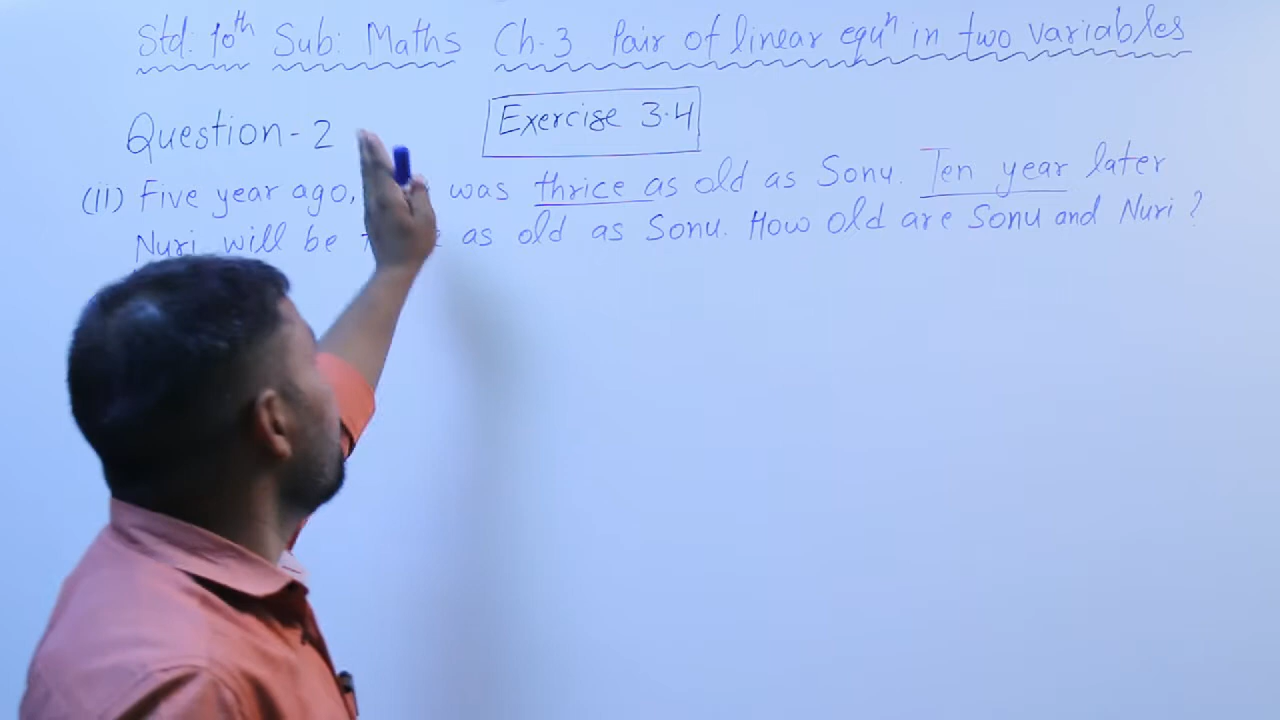 Std: 10th Sub: Maths Ch. 3 Pair of linear equn in two variables
Question - 2
Exercise 3.4
(ii) Five year ago, was thrice as old as Sonu. Ten year later
Nuri will be as old as Sonu. How old are Sonu and Nuri ?